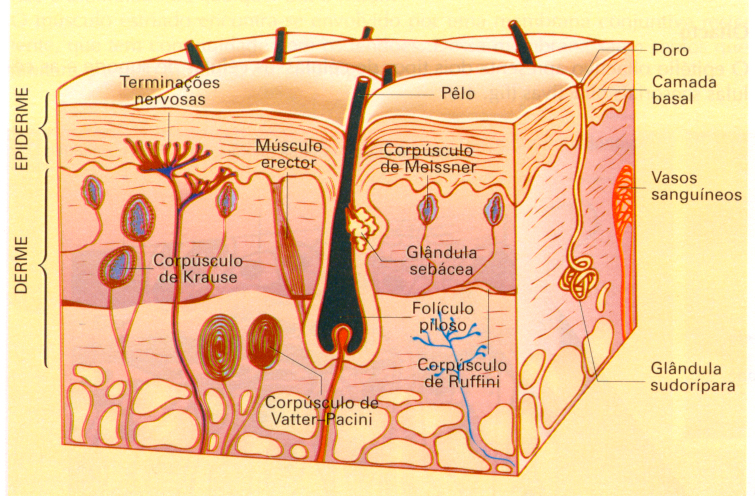 Poro
Camada
basal
Terminações
nervosas
Pêlo
EPIDERME
Músculo
erector
Corpúsculo
de Meissner
Vasos
sanguíneos
DERME
Corpúsculo
de Krause
Glândula
sebácea
Folículo
piloso
Corpúsculo
de Ruffini
Glândula
sudorípara
Corpúsculo de
Vatter-Pacini